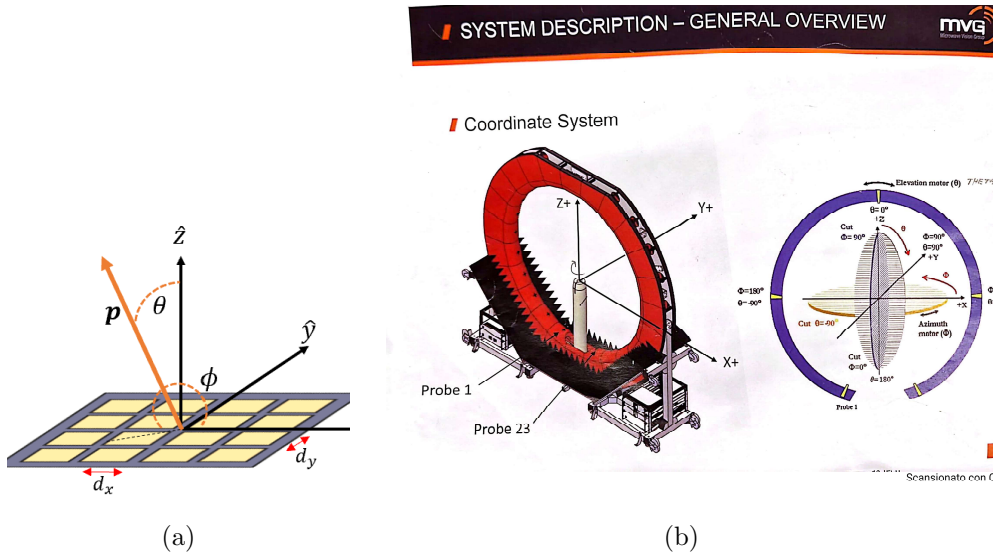 SYSTEM DESCRIPTION – GENERAL OVERVIEW
mvg
Microwave Vision Group
Coordinate System
Z+
Y+
X+
Probe 1
Probe 23
Elevation motor (θ)
θ=0°
+Z
Cut
Φ=90°
θ
Φ=90°
θ=90°
+Y
Φ=180°
θ=-90°
Φ
+X
Cut θ=-90°
Azimuth
motor (Φ)
Cut
Φ=0°
θ=180°
Probe 1
Scansionato con
ẑ
p
θ
ŷ
ϕ
d_x
d_y
(a)
(b)